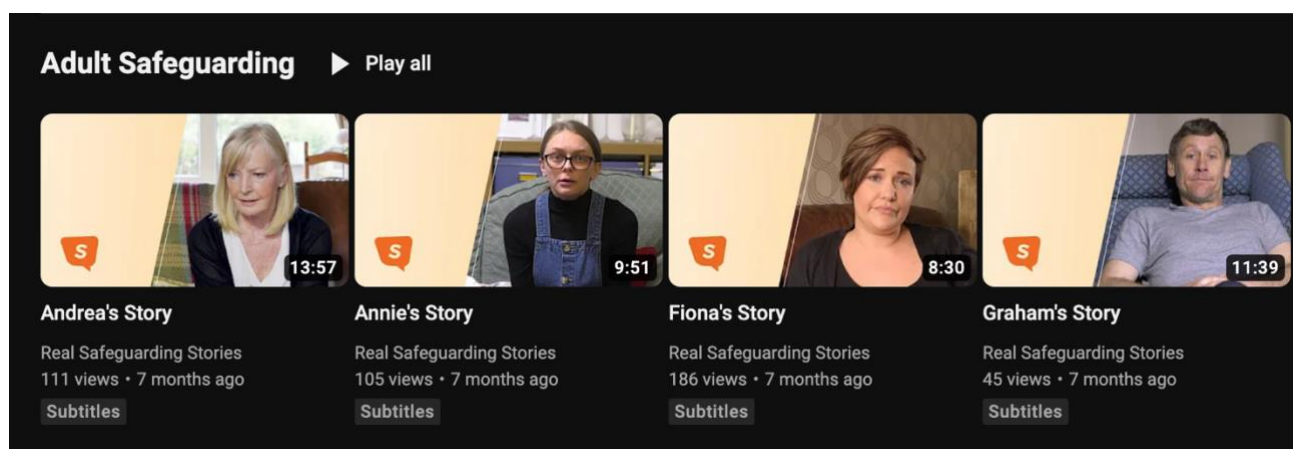 Adult Safeguarding Play all
S S S S
13:57 9:51 8:30 11:39
Andrea's Story Annie's Story Fiona's Story Graham's Story
Real Safeguarding Stories Real Safeguarding Stories Real Safeguarding Stories Real Safeguarding Stories
111 views • 7 months ago 105 views • 7 months ago 186 views • 7 months ago 45 views • 7 months ago
Subtitles Subtitles Subtitles Subtitles